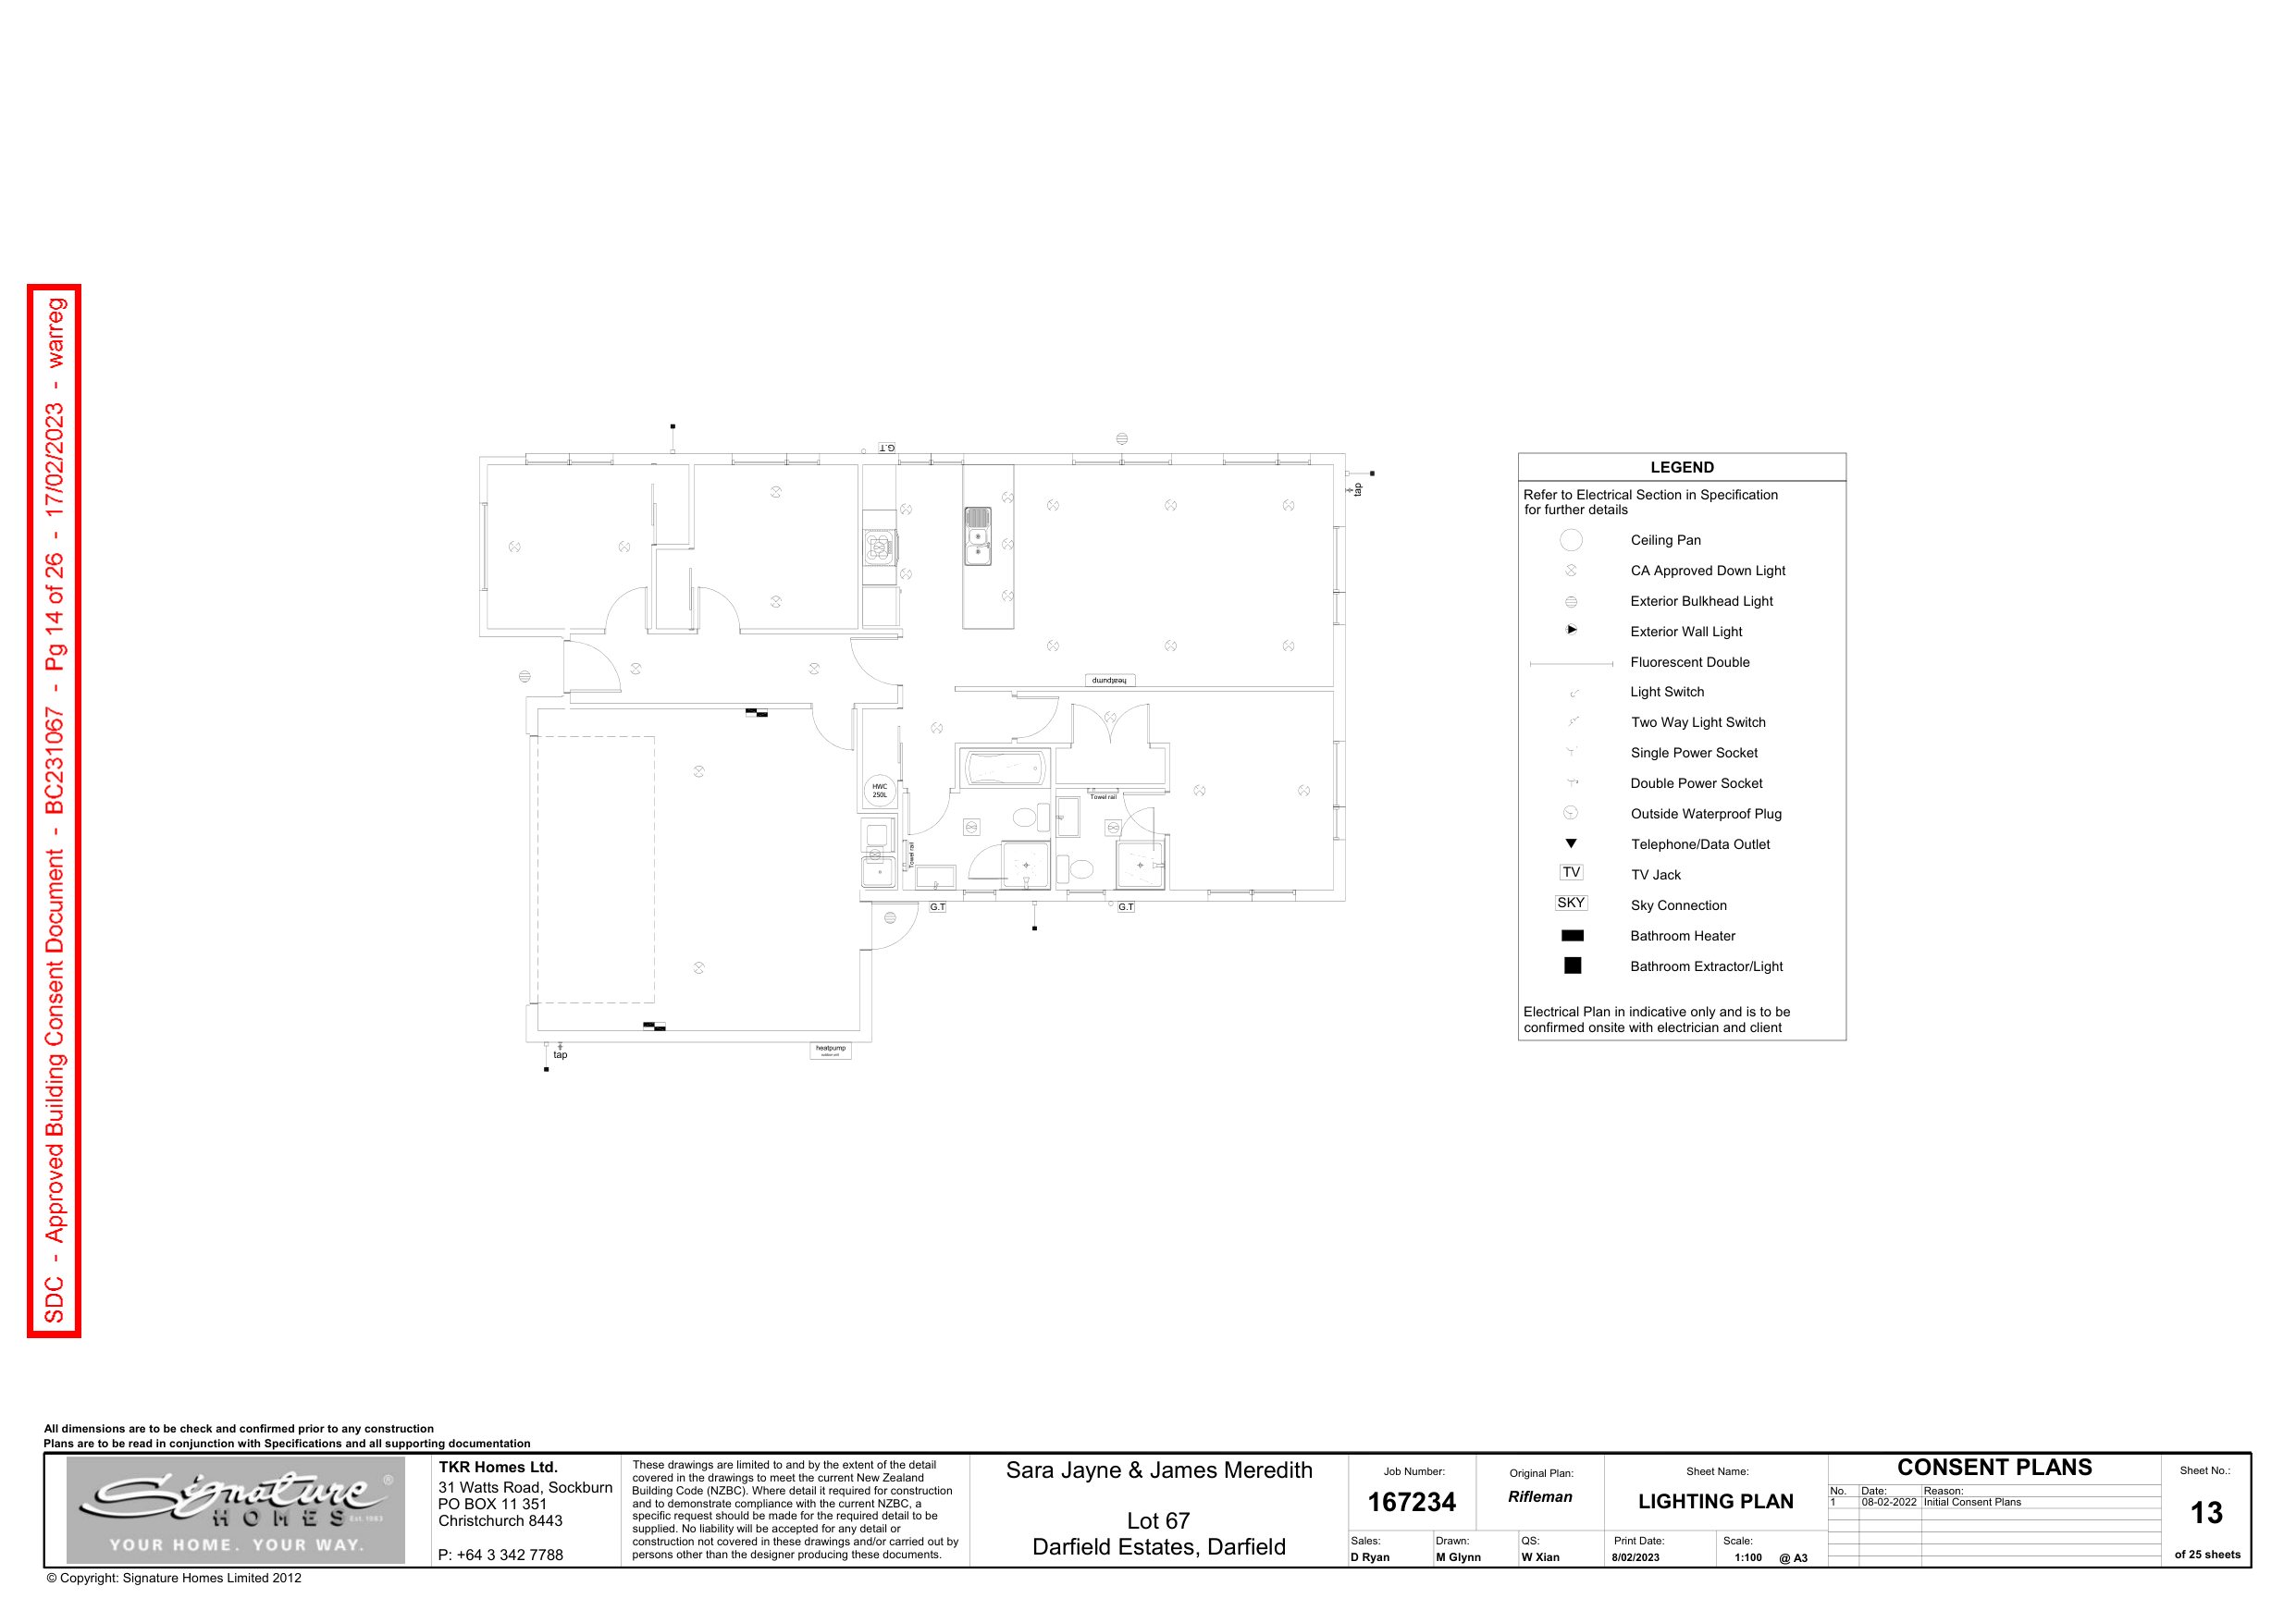 SDC - Approved Building Consent Document - BC231067 - Pg 14 of 26 - 17/02/2023 - warreg
G.T
tap
heatpump
HWC
250L
Towel rail
Towel rail
G.T
G.T
tap
heatpump
LEGEND
Refer to Electrical Section in Specification
for further details
Ceiling Pan
CA Approved Down Light
Exterior Bulkhead Light
Exterior Wall Light
Fluorescent Double
Light Switch
Two Way Light Switch
Single Power Socket
Double Power Socket
Outside Waterproof Plug
Telephone/Data Outlet
TV TV Jack
SKY Sky Connection
Bathroom Heater
Bathroom Extractor/Light
Electrical Plan in indicative only and is to be
confirmed onsite with electrician and client
All dimensions are to be check and confirmed prior to any construction
Plans are to be read in conjunction with Specifications and all supporting documentation
Signature ®
HOMES Est. 1983
YOUR HOME. YOUR WAY.
TKR Homes Ltd.
31 Watts Road, Sockburn
PO BOX 11 351
Christchurch 8443
P: +64 3 342 7788
These drawings are limited to and by the extent of the detail
covered in the drawings to meet the current New Zealand
Building Code (NZBC). Where detail it required for construction
and to demonstrate compliance with the current NZBC, a
specific request should be made for the required detail to be
supplied. No liability will be accepted for any detail or
construction not covered in these drawings and/or carried out by
persons other than the designer producing these documents.
Sara Jayne & James Meredith
Lot 67
Darfield Estates, Darfield
Job Number:
167234
Original Plan:
Rifleman
Sheet Name:
LIGHTING PLAN
Sales:
D Ryan
Drawn:
M Glynn
QS:
W Xian
Print Date:
8/02/2023
Scale:
1:100 @ A3
CONSENT PLANS
No. Date: Reason:
1 08-02-2022 Initial Consent Plans
Sheet No.:
13
of 25 sheets
© Copyright: Signature Homes Limited 2012